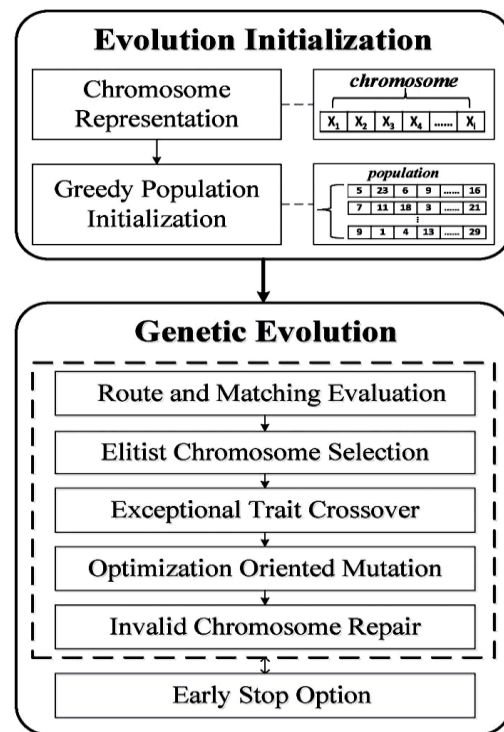 Evolution Initialization
Chromosome
Representation
chromosome
X1 X2 X3 X4 ...... Xi
Greedy Population
Initialization
population
5 23 6 9 ...... 16
7 11 18 3 ...... 21
⋮
9 1 4 13 ...... 29
Genetic Evolution
Route and Matching Evaluation
Elitist Chromosome Selection
Exceptional Trait Crossover
Optimization Oriented Mutation
Invalid Chromosome Repair
Early Stop Option